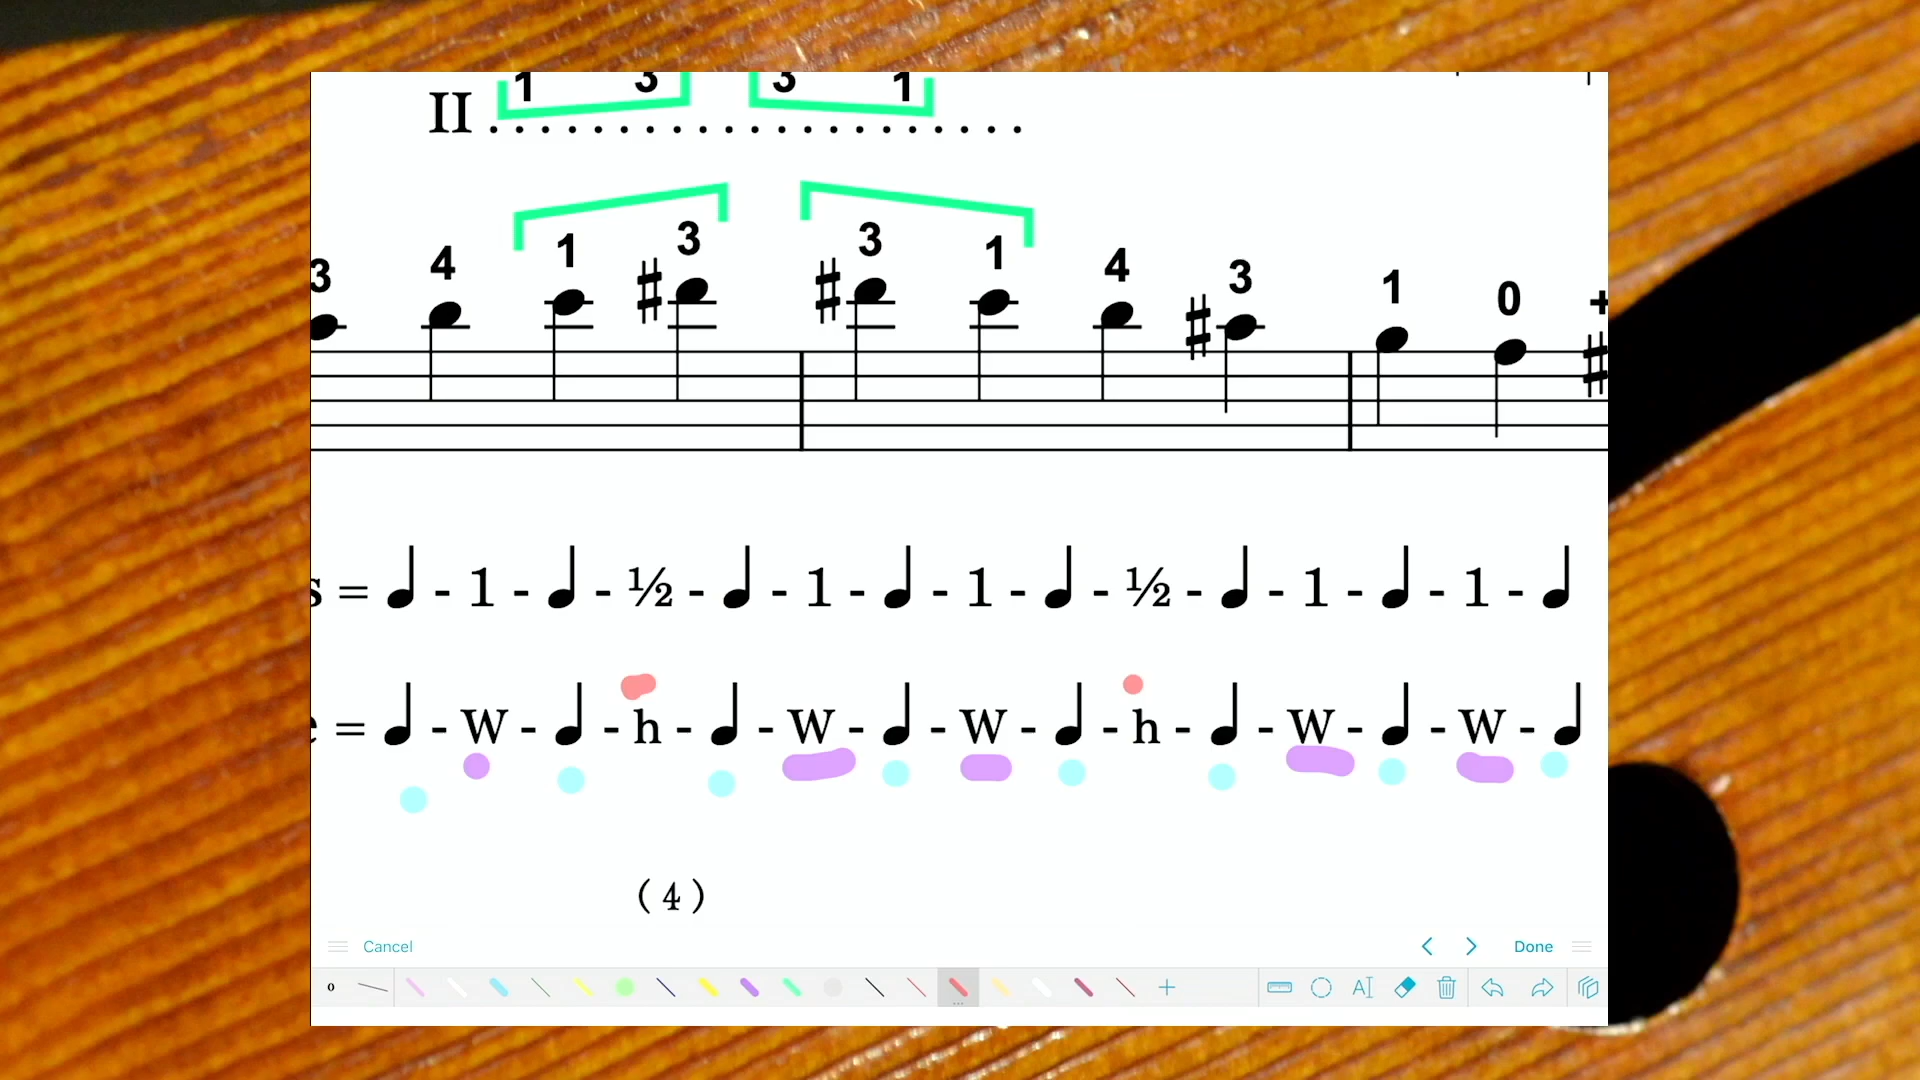 1 3 3 1
II ....................
3 4 1 3 3 1 4 3 1 0 +
s = ♩ - 1 - ♩ - ½ - ♩ - 1 - ♩ - 1 - ♩ - ½ - ♩ - 1 - ♩ - 1 - ♩
e = ♩ - W - ♩ - h - ♩ - W - ♩ - W - ♩ - h - ♩ - W - ♩ - W - ♩
(4)
Cancel Done
o AI